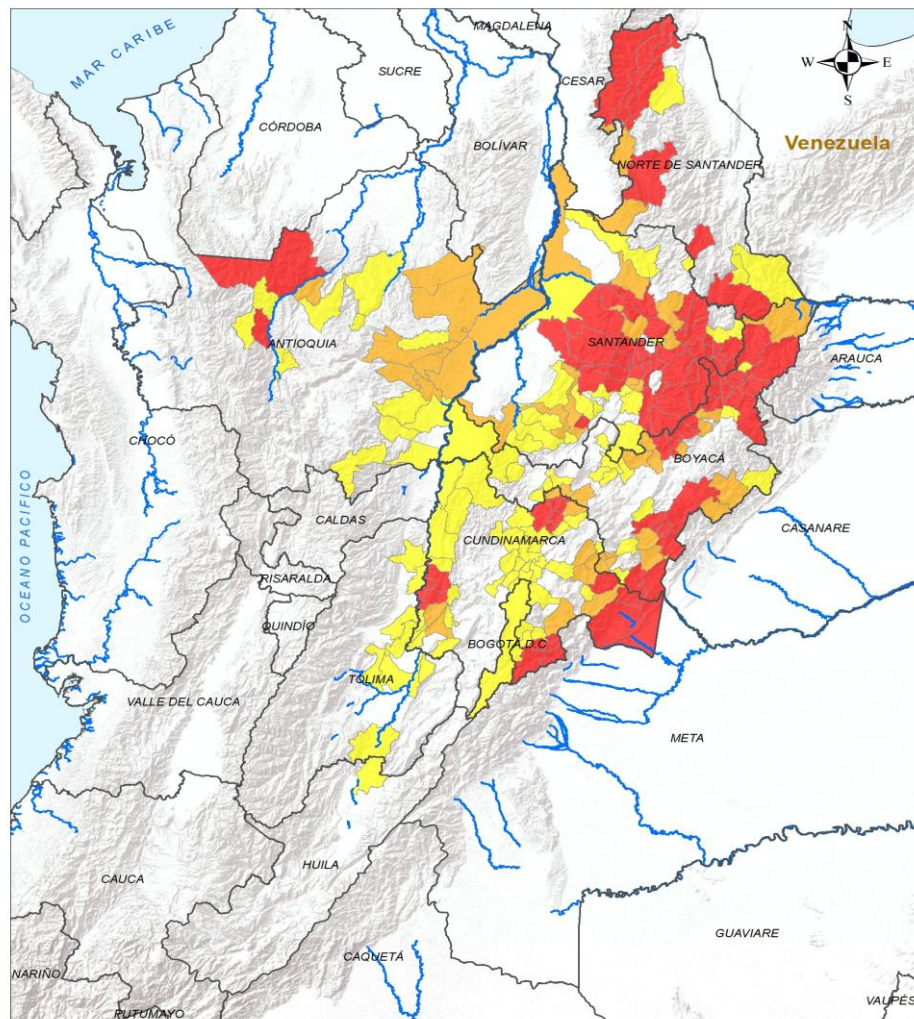 MAR CARIBE
MAGDALENA
N
W
E
S
SUCRE
CESAR
CÓRDOBA
BOLÍVAR
Venezuela
NORTE DE SANTANDER
ANTIOQUIA
SANTANDER
ARAUCA
CHOCÓ
BOYACÁ
OCEANO PACIFICO
CALDAS
CUNDINAMARCA
CASANARE
RISARALDA
QUINDÍO
BOGOTÁ, D.C
TOLIMA
VALLE DEL CAUCA
META
HUILA
CAUCA
GUAVIARE
CAQUETÁ
NARIÑO
PUTUMAYO
VAUPÉS